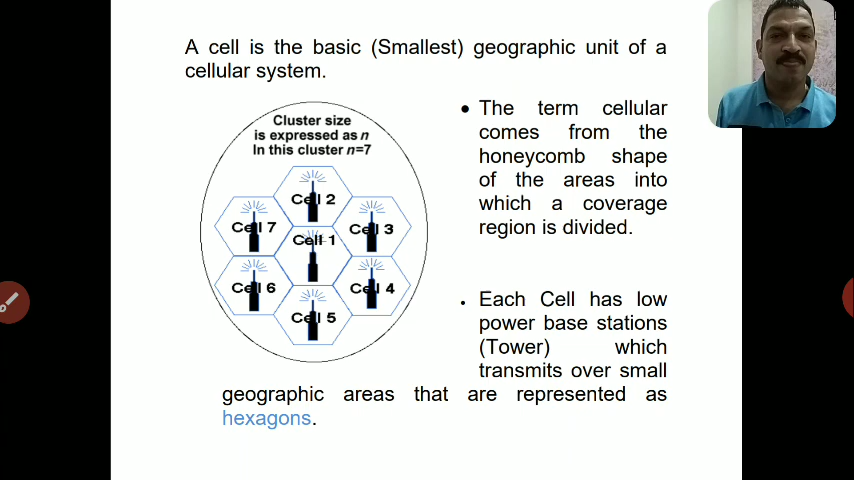 A cell is the basic (Smallest) geographic unit of a
cellular system.
Cluster size
is expressed as n
In this cluster n=7
Cell 2
Cell 7
Cell 3
Cell 1
Cell 6
Cell 4
Cell 5
• The term cellular
comes from the
honeycomb shape
of the areas into
which a coverage
region is divided.
• Each Cell has low
power base stations
(Tower) which
transmits over small
geographic areas that are represented as
hexagons.